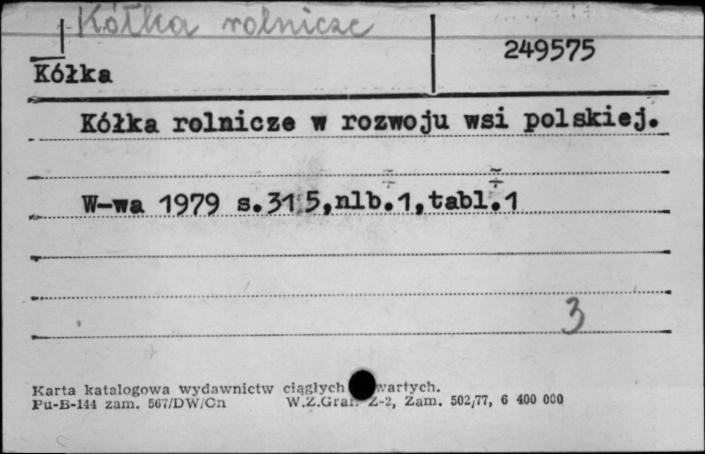 Kółka rolnicze
249575
Kółka
Kółka rolnicze w rozwoju wsi polskiej.
W-wa 1979 s.315,nlb.1,tabl.1
3
Karta katalogowa wydawnictw ciągłych wartych.
Pu-B-144 zam. 567/DW/Cn W.Z.Graf. Z-2, Zam. 502/77, 6 400 000